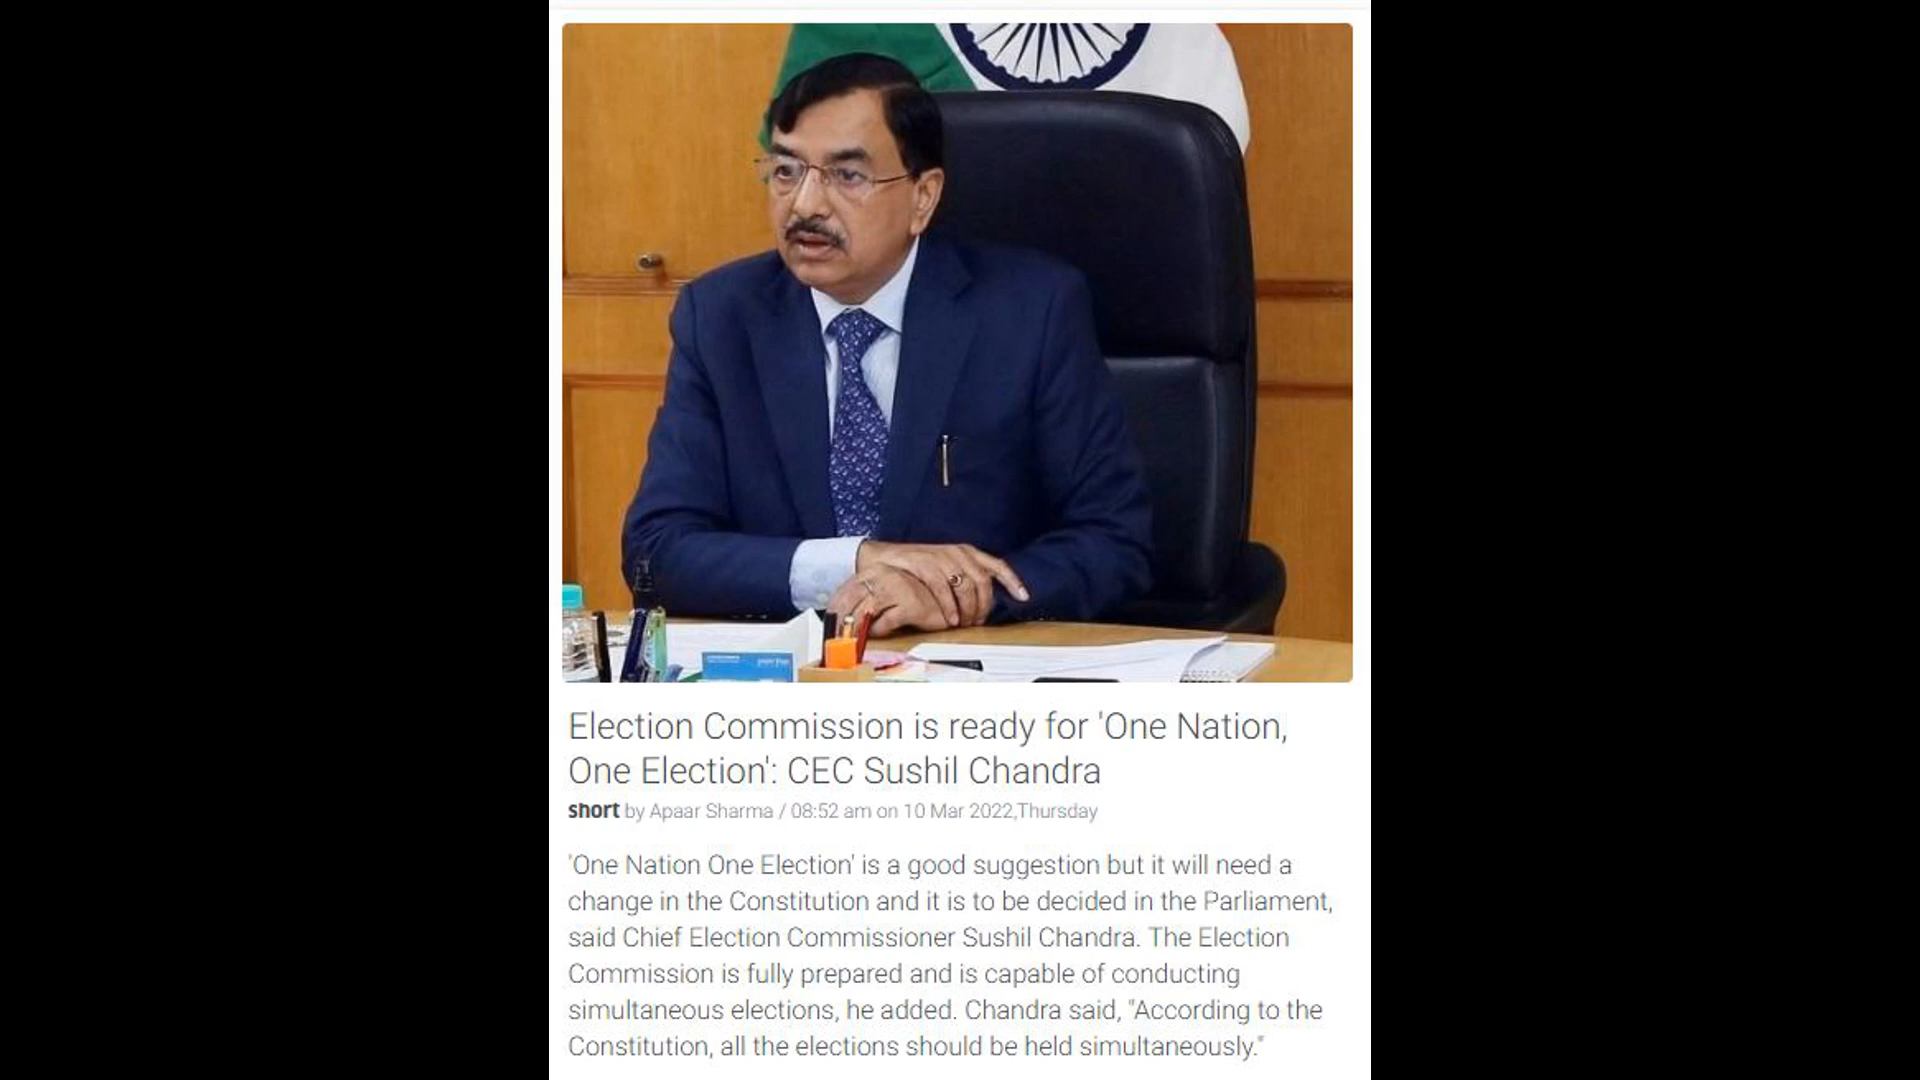 Election Commission is ready for 'One Nation,
One Election': CEC Sushil Chandra
short by Apaar Sharma / 08:52 am on 10 Mar 2022,Thursday
'One Nation One Election' is a good suggestion but it will need a
change in the Constitution and it is to be decided in the Parliament,
said Chief Election Commissioner Sushil Chandra. The Election
Commission is fully prepared and is capable of conducting
simultaneous elections, he added. Chandra said, "According to the
Constitution, all the elections should be held simultaneously."